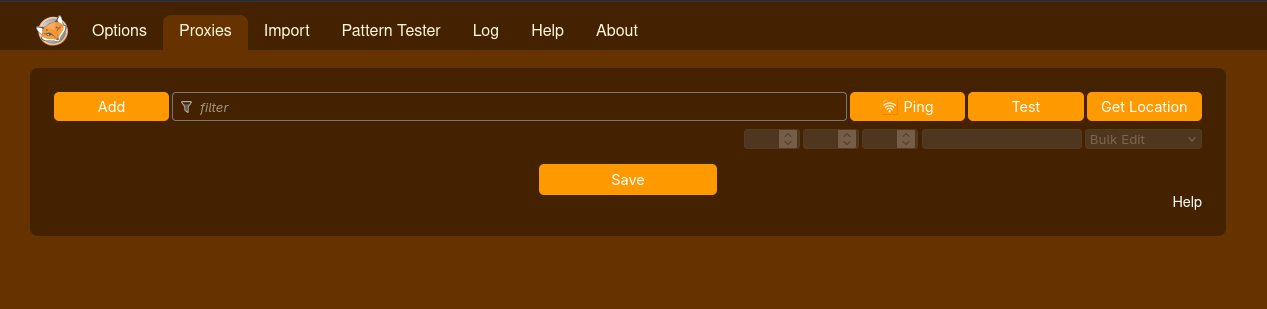 Options Proxies Import Pattern Tester Log Help About
Add filter Ping Test Get Location
Bulk Edit
Save
Help